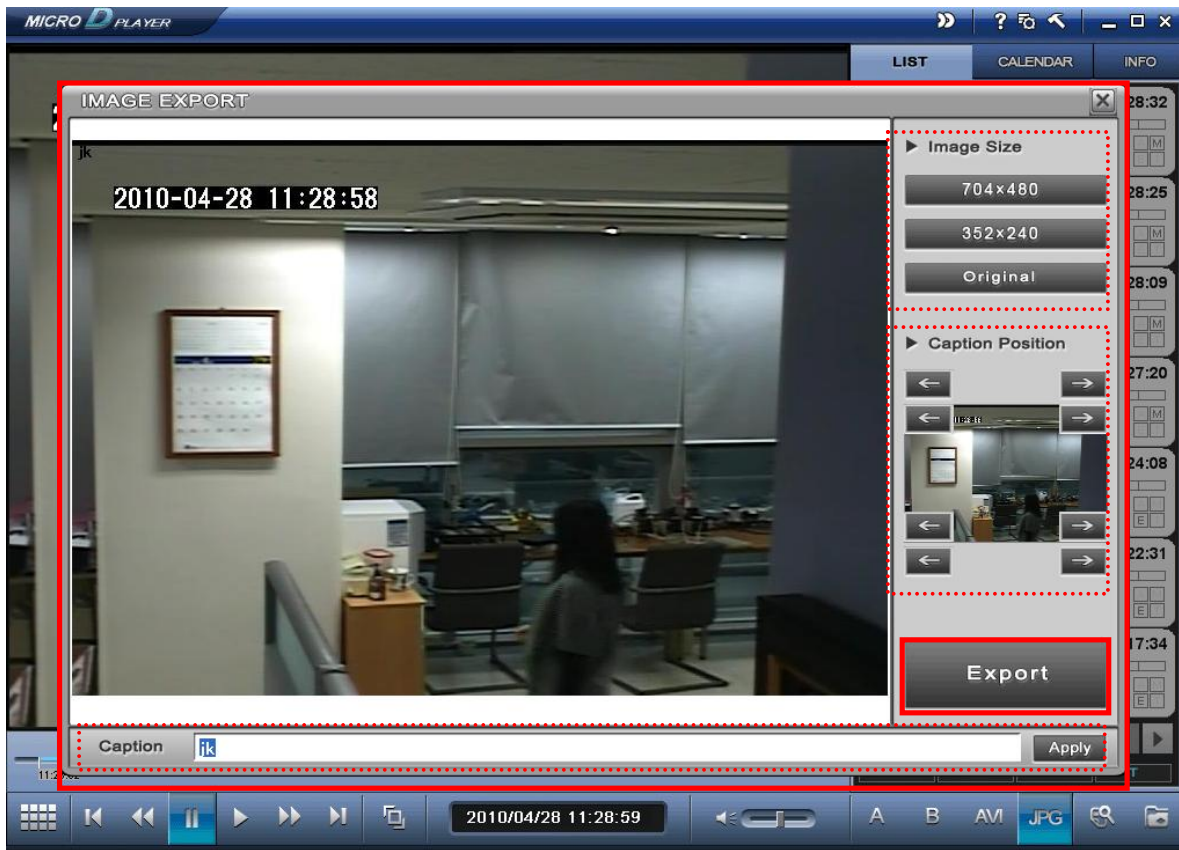 MICRO D PLAYER
LIST CALENDAR INFO
IMAGE EXPORT
28:32
jk
2010-04-28 11:28:58
Image Size
704×480
352×240
Original
Caption Position
Export
M
28:25
M
28:09
M
27:20
M
24:08
E
22:31
E
17:34
E
Caption jk Apply
2010/04/28 11:28:59
A B AVI JPG